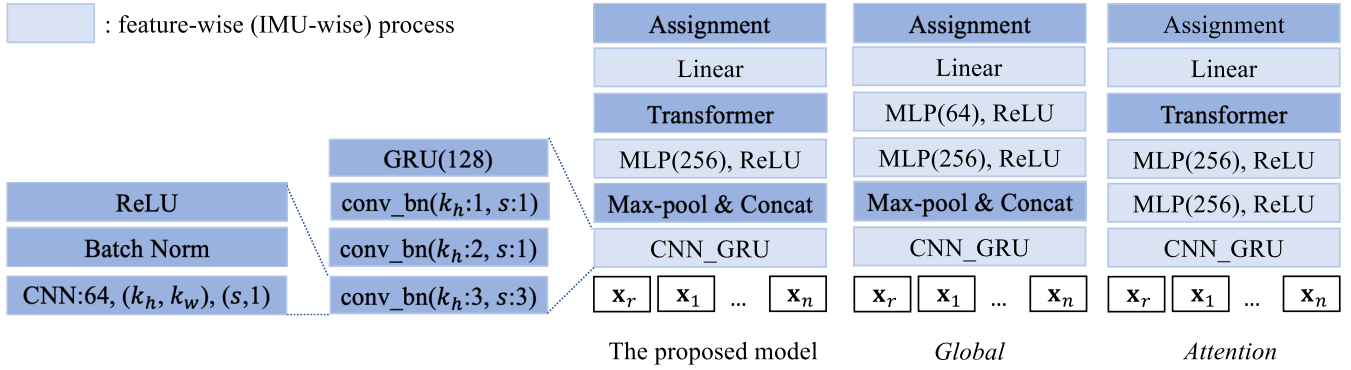 : feature-wise (IMU-wise) process
ReLU
Batch Norm
CNN:64, (k_h, k_w), (s,1)
GRU(128)
conv_bn(k_h:1, s:1)
conv_bn(k_h:2, s:1)
conv_bn(k_h:3, s:3)
Assignment
Linear
Transformer
MLP(256), ReLU
Max-pool & Concat
CNN_GRU
x_r x_1 ... x_n
The proposed model
Assignment
Linear
MLP(64), ReLU
MLP(256), ReLU
Max-pool & Concat
CNN_GRU
x_r x_1 ... x_n
Global
Assignment
Linear
Transformer
MLP(256), ReLU
MLP(256), ReLU
CNN_GRU
x_r x_1 ... x_n
Attention